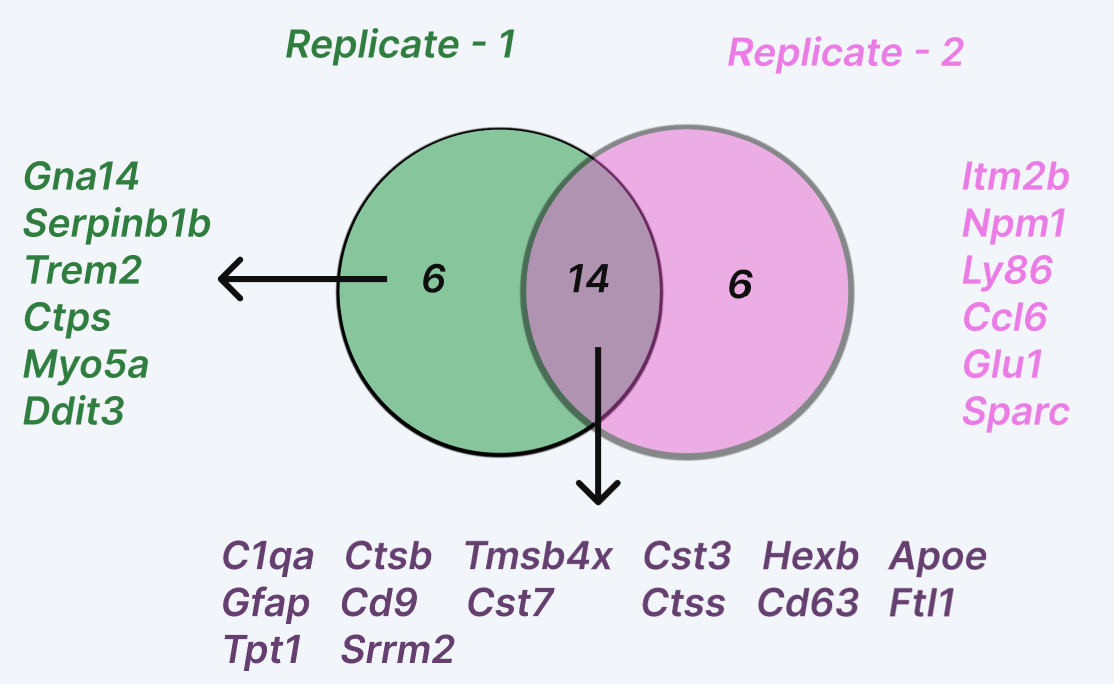 Replicate - 1
Replicate - 2
Gna14
Serpinb1b
Trem2
Ctps
Myo5a
Ddit3
6
14
6
Itm2b
Npm1
Ly86
Ccl6
Glu1
Sparc
C1qa Ctsb Tmsb4x Cst3 Hexb Apoe
Gfap Cd9 Cst7 Ctss Cd63 Ftl1
Tpt1 Srrm2